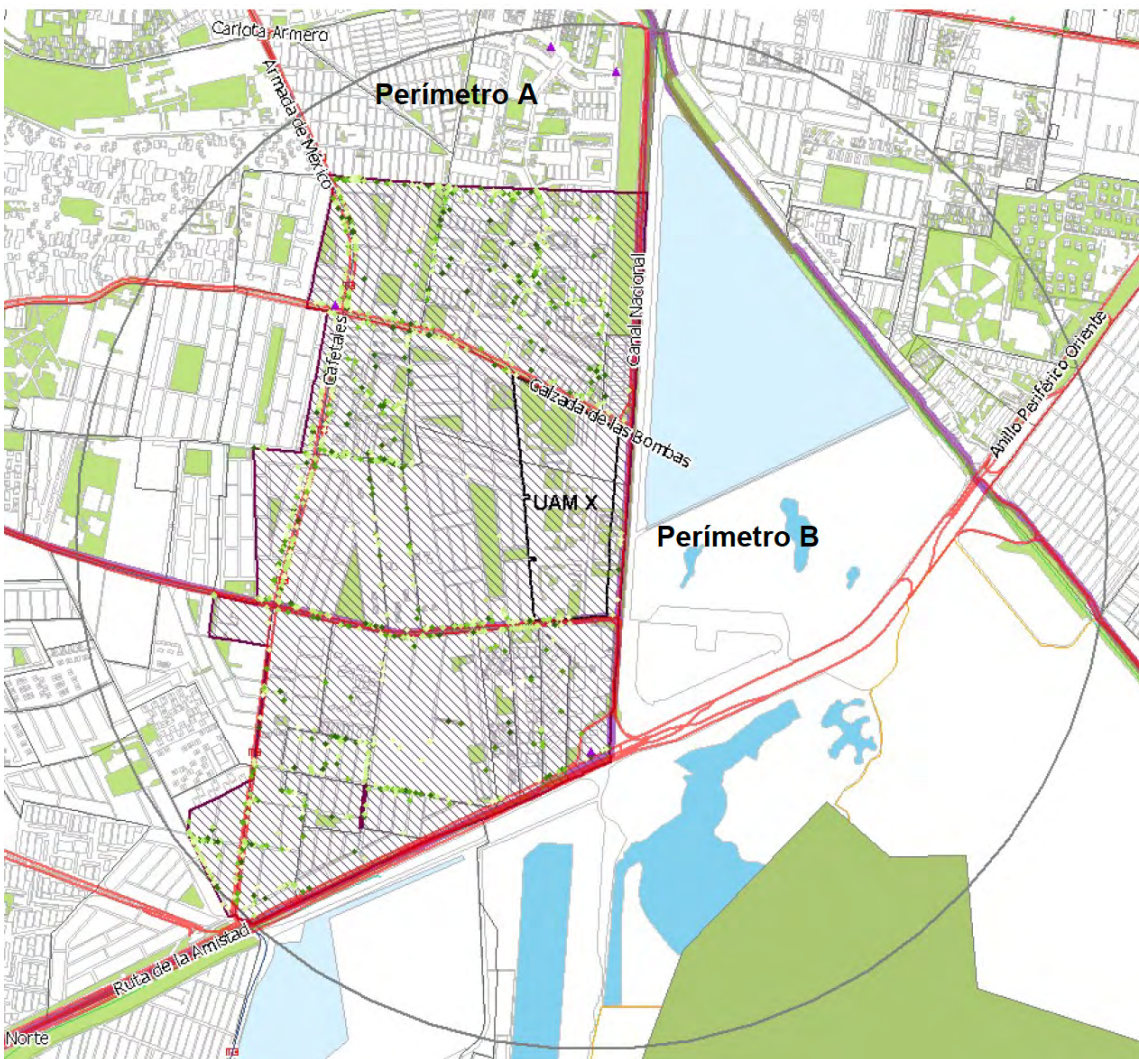 Carlota Armero
Perímetro A
Armada de México
Canal Nacional
Cafetales
Anillo Periférico Oriente
Calzada de las Bombas
UAM X
Perímetro B
Ruta de la Amistad
Norte